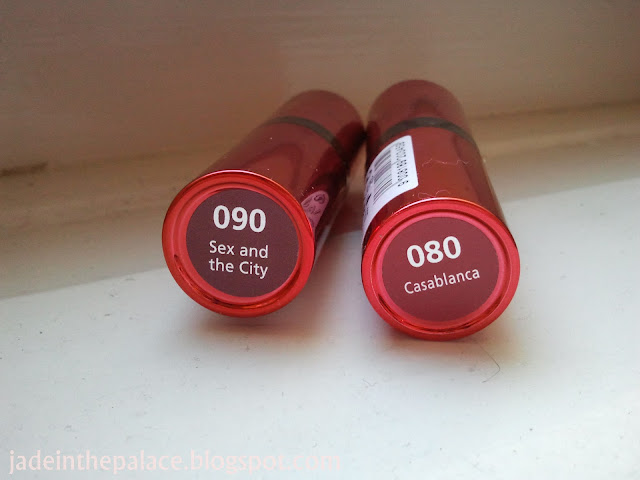 090
Sex and
the City
080
Casablanca
jadeinthepalace.blogspot.com